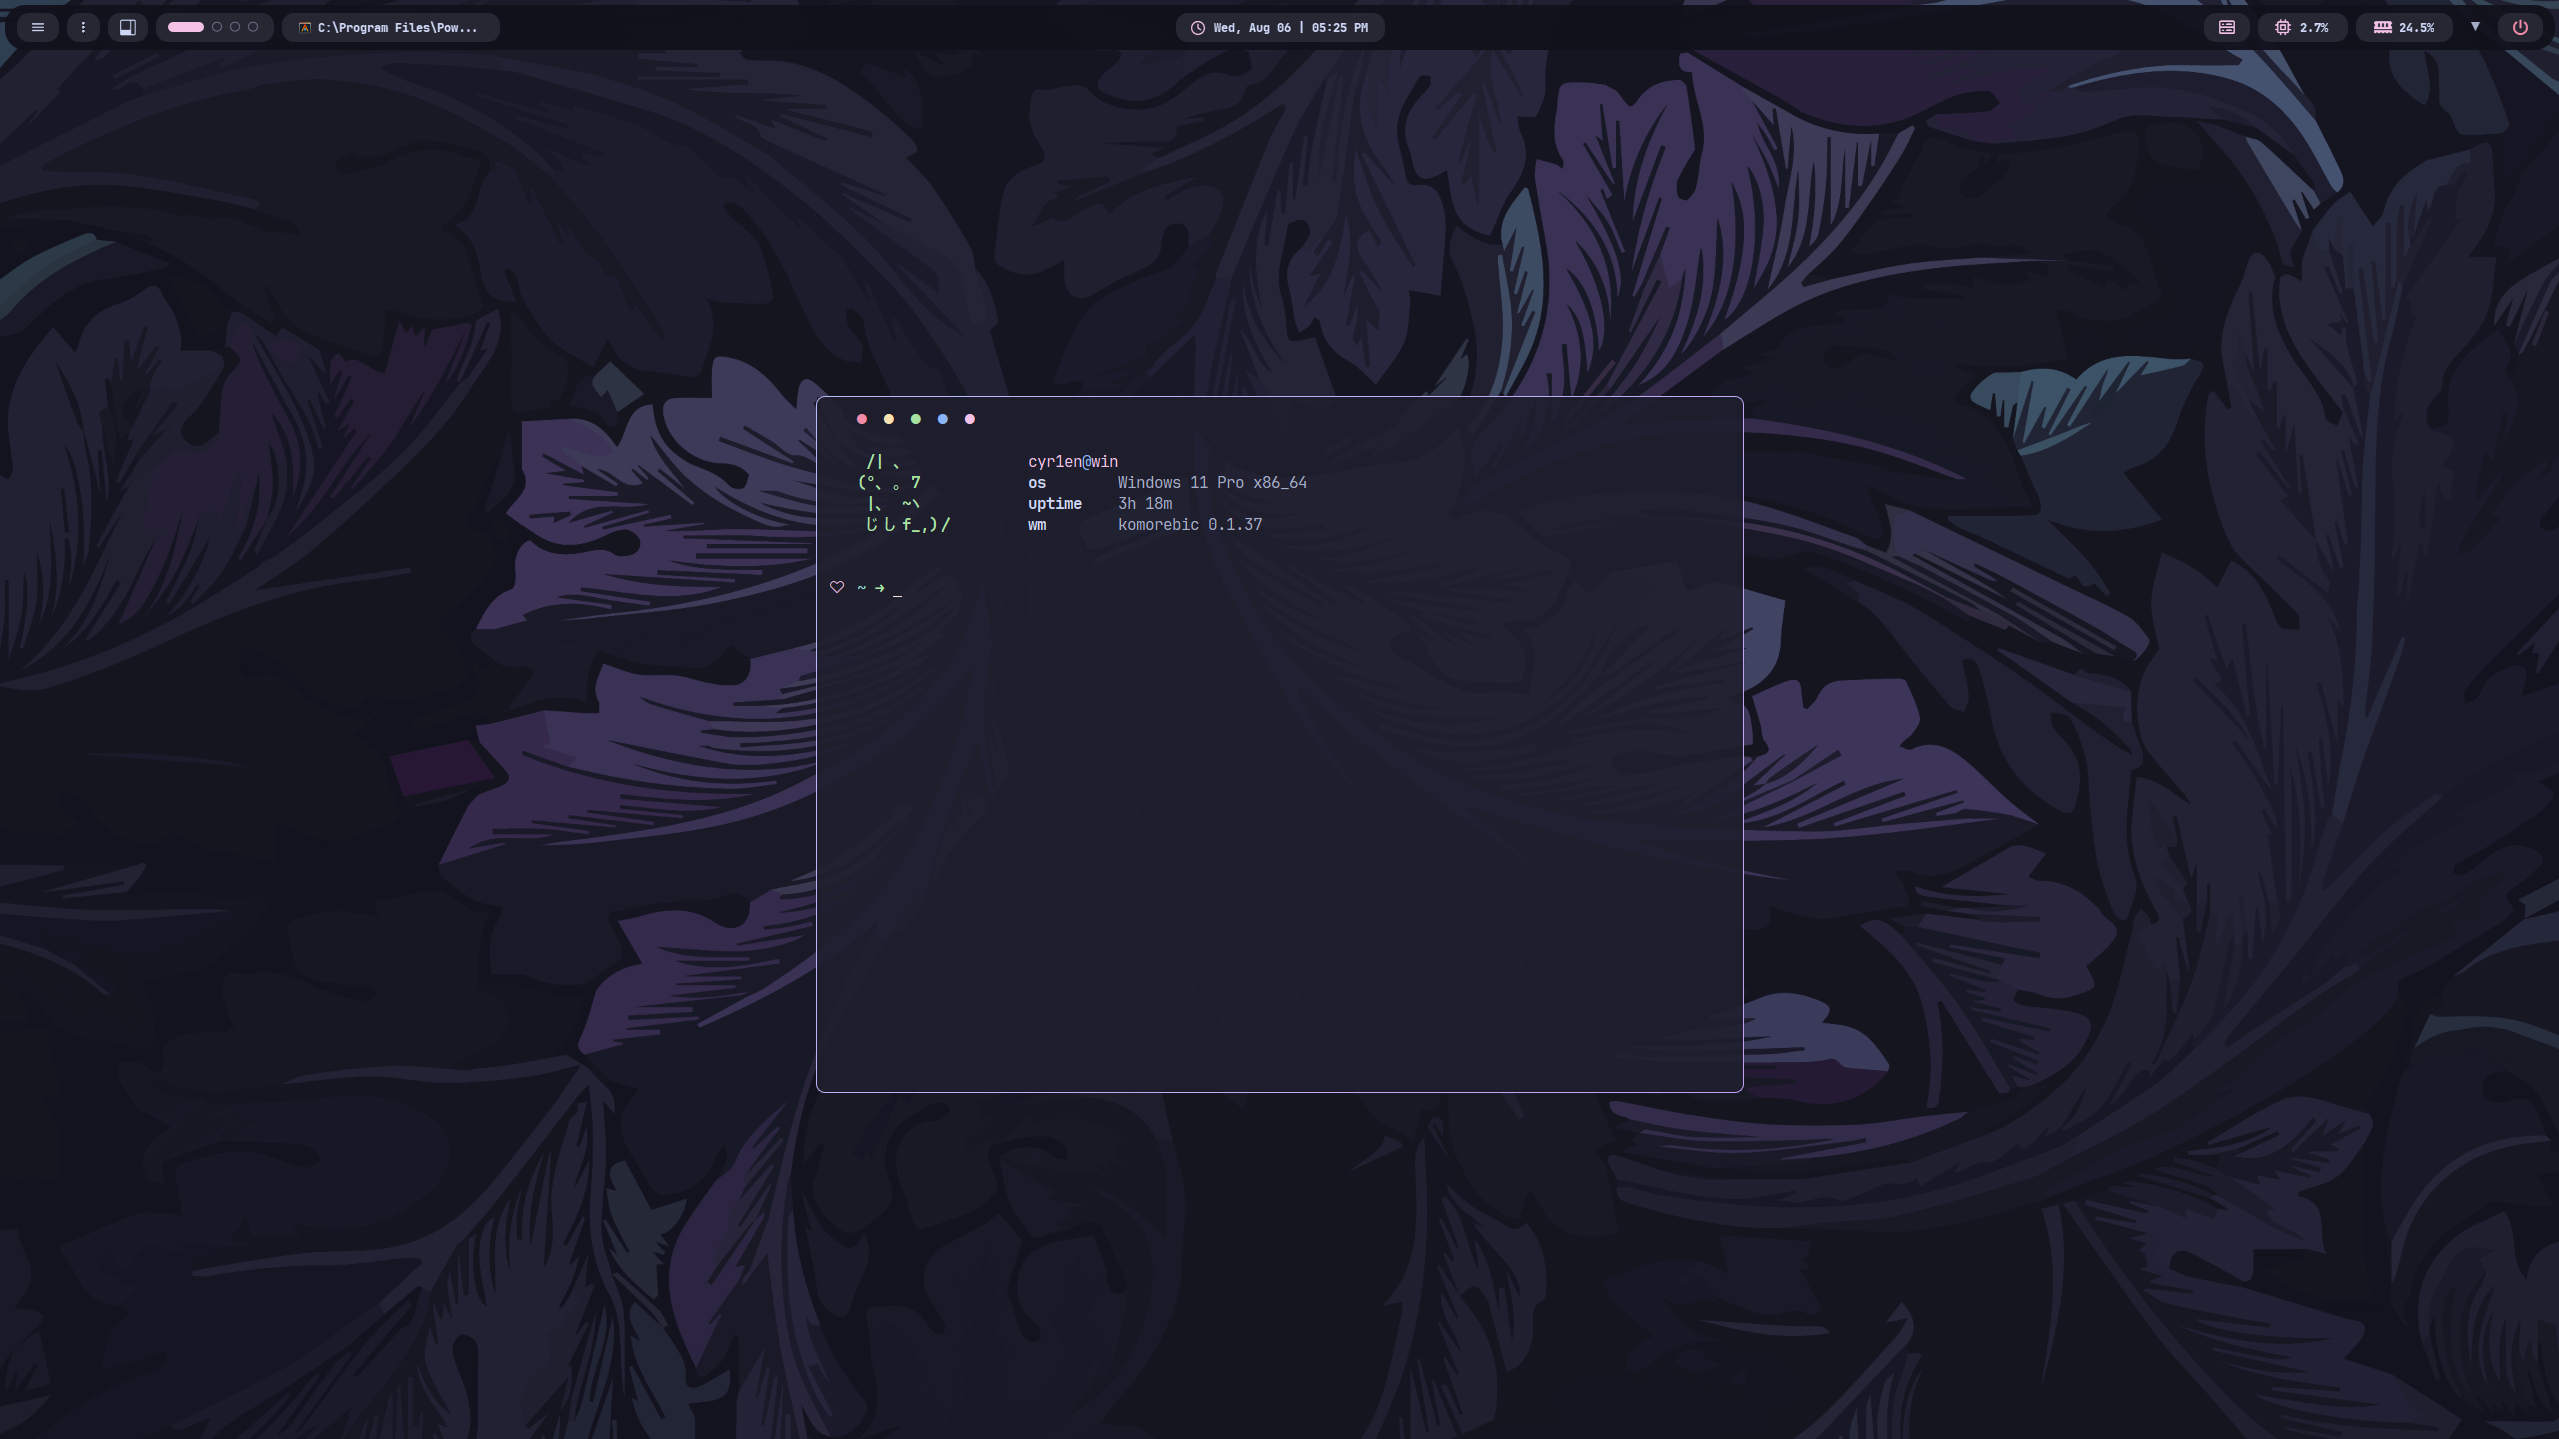 C:\Program Files\Pow...
Wed, Aug 06 | 05:25 PM
2.7%
24.5%
/| 、
(°、 。7
|、 ~ヽ
じしf_,)/
cyr1en@win
os Windows 11 Pro x86_64
uptime 3h 18m
wm komorebic 0.1.37
♡ ~ → _